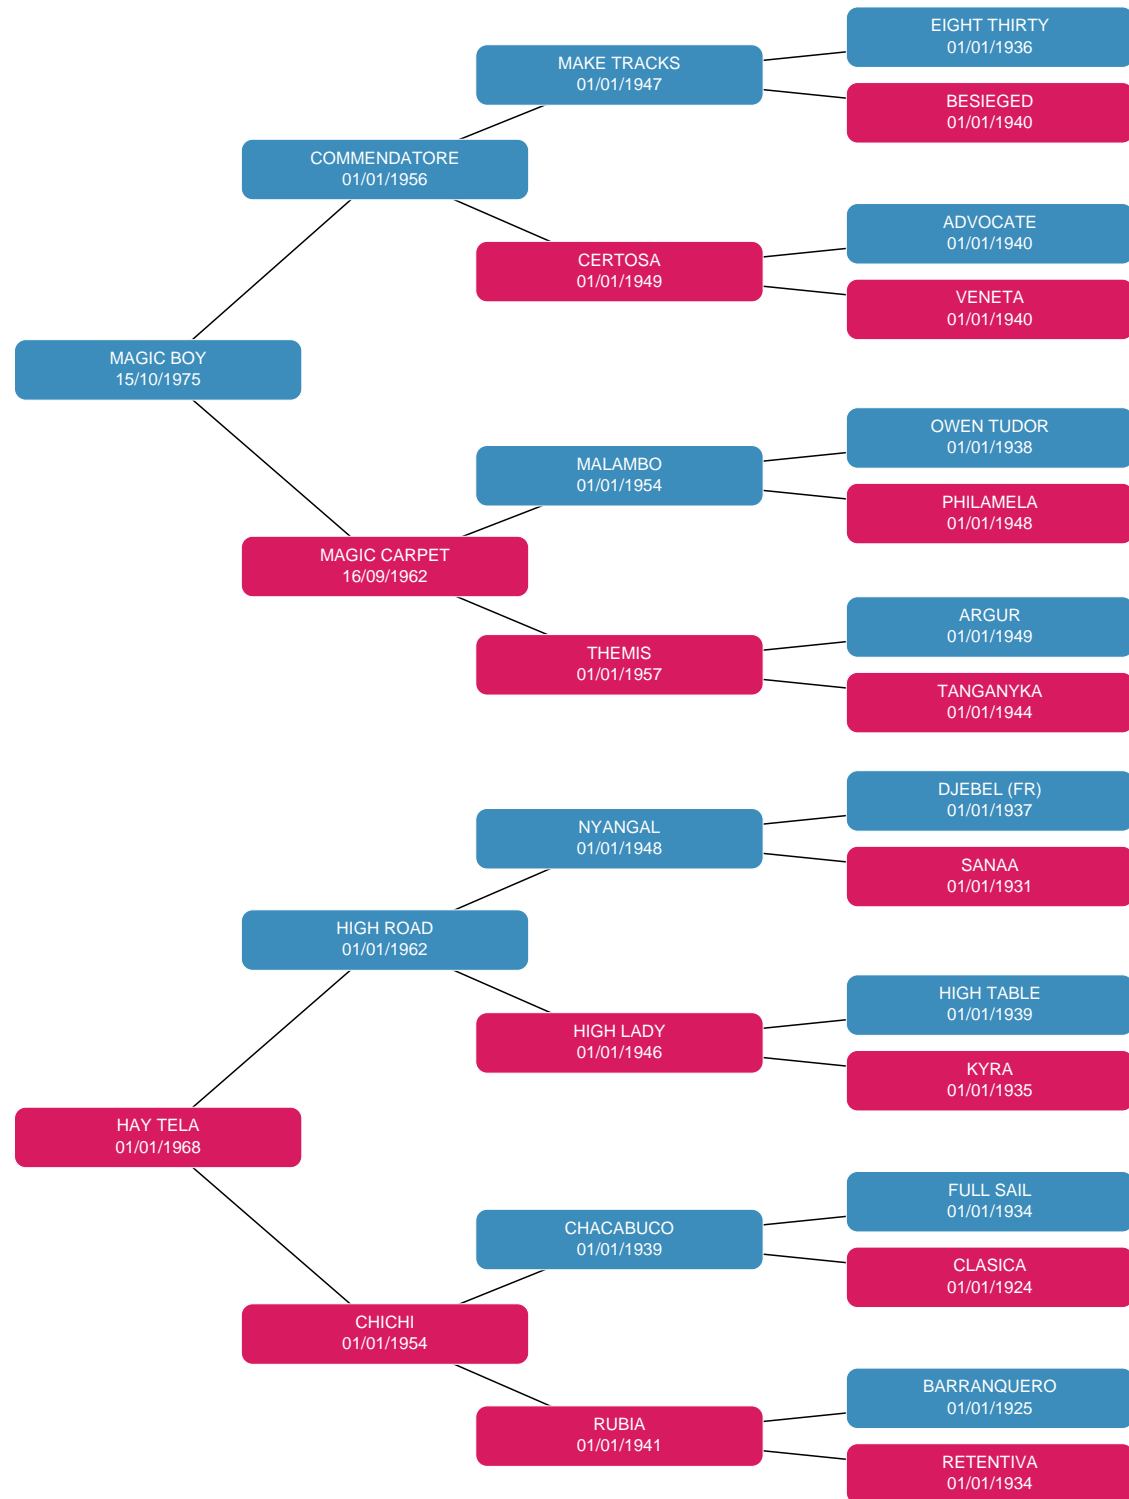 EIGHT THIRTY
01/01/1936
MAKE TRACKS
01/01/1947
BESIEGED
01/01/1940
COMMENDATORE
01/01/1956
ADVOCATE
01/01/1940
CERTOSA
01/01/1949
VENETA
01/01/1940
MAGIC BOY
15/10/1975
OWEN TUDOR
01/01/1938
MALAMBO
01/01/1954
PHILAMELA
01/01/1948
MAGIC CARPET
16/09/1962
ARGUR
01/01/1949
THEMIS
01/01/1957
TANGANYKA
01/01/1944
DJEBEL (FR)
01/01/1937
NYANGAL
01/01/1948
SANAA
01/01/1931
HIGH ROAD
01/01/1962
HIGH TABLE
01/01/1939
HIGH LADY
01/01/1946
KYRA
01/01/1935
HAY TELA
01/01/1968
FULL SAIL
01/01/1934
CHACABUCO
01/01/1939
CLASICA
01/01/1924
CHICHI
01/01/1954
BARRANQUERO
01/01/1925
RUBIA
01/01/1941
RETENTIVA
01/01/1934